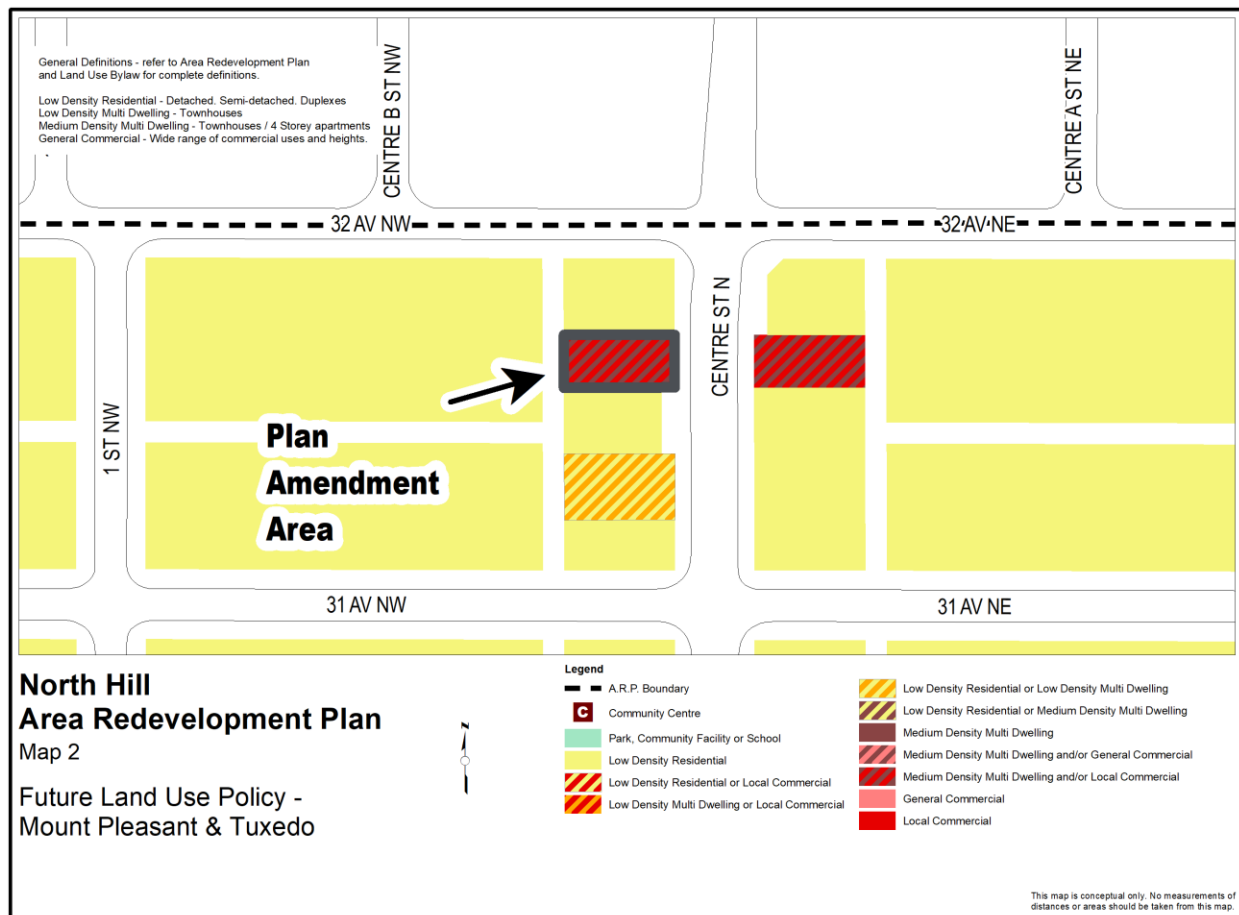 General Definitions - refer to Area Redevelopment Plan
and Land Use Bylaw for complete definitions.
Low Density Residential - Detached. Semi-detached. Duplexes
Low Density Multi Dwelling - Townhouses
Medium Density Multi Dwelling - Townhouses / 4 Storey apartments
General Commercial - Wide range of commercial uses and heights.
CENTRE B ST NW
CENTRE A ST NE
32 AV NW
32 AV NE
1 ST NW
CENTRE ST N
Plan
Amendment
Area
31 AV NW
31 AV NE
North Hill
Area Redevelopment Plan
Map 2
Future Land Use Policy -
Mount Pleasant & Tuxedo
N
Legend
A.R.P. Boundary
C Community Centre
Park, Community Facility or School
Low Density Residential
Low Density Residential or Local Commercial
Low Density Multi Dwelling or Local Commercial
Low Density Residential or Low Density Multi Dwelling
Low Density Residential or Medium Density Multi Dwelling
Medium Density Multi Dwelling
Medium Density Multi Dwelling and/or General Commercial
Medium Density Multi Dwelling and/or Local Commercial
General Commercial
Local Commercial
This map is conceptual only. No measurements of
distances or areas should be taken from this map.